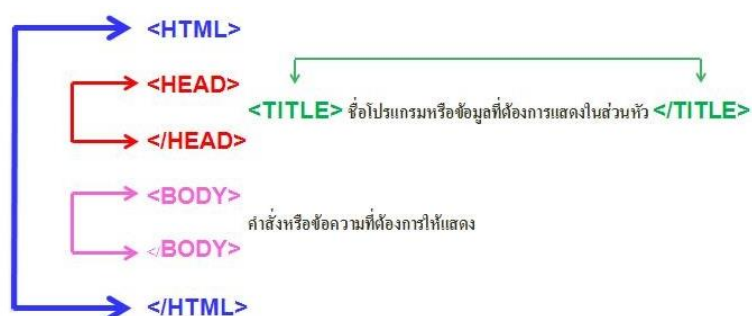 <HTML>
<HEAD>
<TITLE> ชื่อโปรแกรมหรือข้อมูลที่ต้องการแสดงในส่วนหัว </TITLE>
</HEAD>
<BODY>
คำสั่งหรือข้อความที่ต้องการให้แสดง
</BODY>
</HTML>